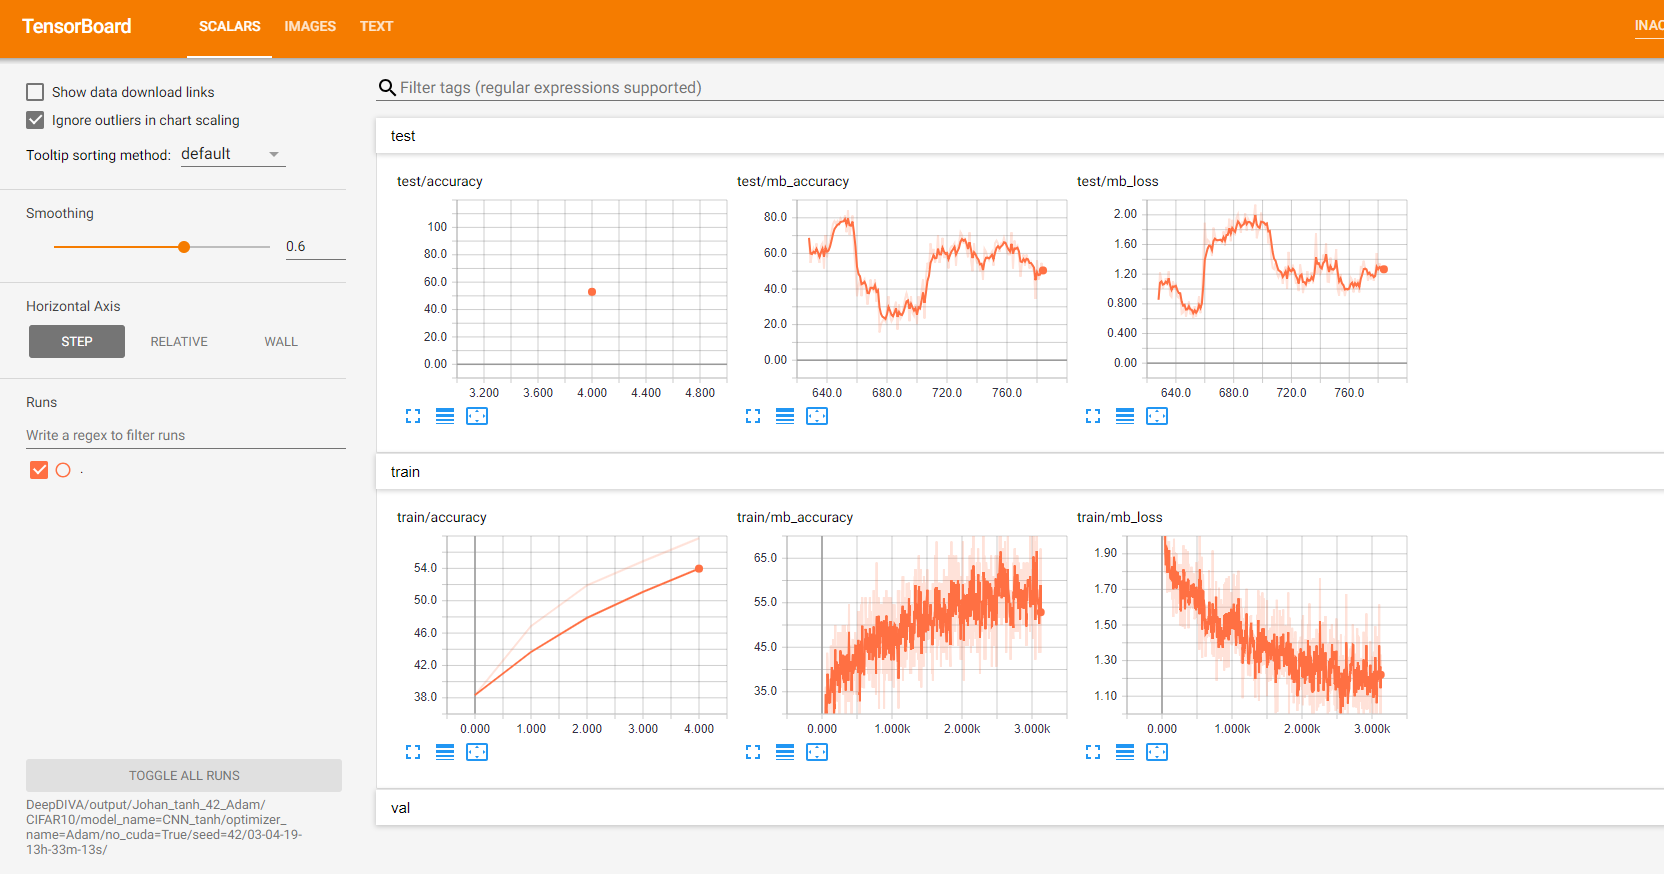 TensorBoard SCALARS IMAGES TEXT INAC
Show data download links
Ignore outliers in chart scaling
Tooltip sorting method: default
Smoothing
0.6
Horizontal Axis
STEP RELATIVE WALL
Runs
Write a regex to filter runs
.
TOGGLE ALL RUNS
DeepDIVA/output/Johan_tanh_42_Adam/
CIFAR10/model_name=CNN_tanh/optimizer_
name=Adam/no_cuda=True/seed=42/03-04-19-
13h-33m-13s/
Filter tags (regular expressions supported)
test
test/accuracy
100
80.0
60.0
40.0
20.0
0.00
3.200 3.600 4.000 4.400 4.800
test/mb_accuracy
80.0
60.0
40.0
20.0
0.00
640.0 680.0 720.0 760.0
test/mb_loss
2.00
1.60
1.20
0.800
0.400
0.00
640.0 680.0 720.0 760.0
train
train/accuracy
54.0
50.0
46.0
42.0
38.0
0.000 1.000 2.000 3.000 4.000
train/mb_accuracy
65.0
55.0
45.0
35.0
0.000 1.000k 2.000k 3.000k
train/mb_loss
1.90
1.70
1.50
1.30
1.10
0.000 1.000k 2.000k 3.000k
val